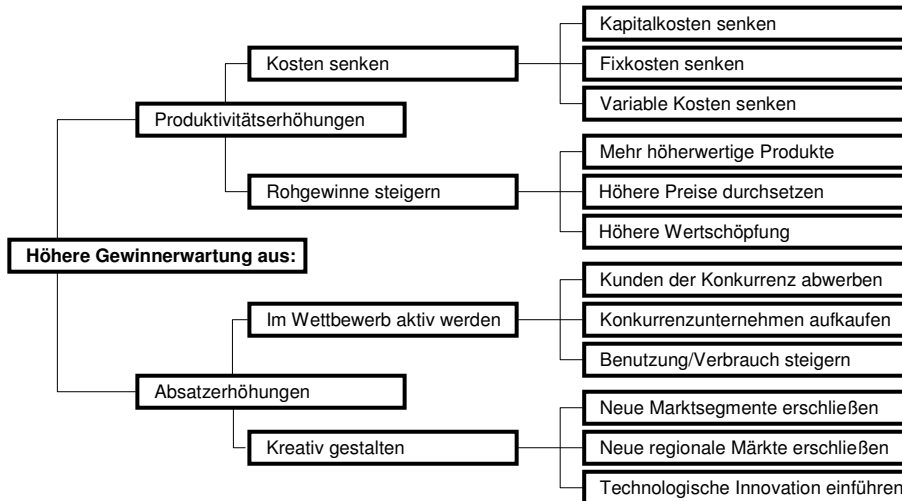 Kapitalkosten senken
Kosten senken
Fixkosten senken
Variable Kosten senken
Produktivitätserhöhungen
Mehr höherwertige Produkte
Rohgewinne steigern
Höhere Preise durchsetzen
Höhere Wertschöpfung
Höhere Gewinnerwartung aus:
Kunden der Konkurrenz abwerben
Im Wettbewerb aktiv werden
Konkurrenzunternehmen aufkaufen
Benutzung/Verbrauch steigern
Absatzerhöhungen
Neue Marktsegmente erschließen
Kreativ gestalten
Neue regionale Märkte erschließen
Technologische Innovation einführen